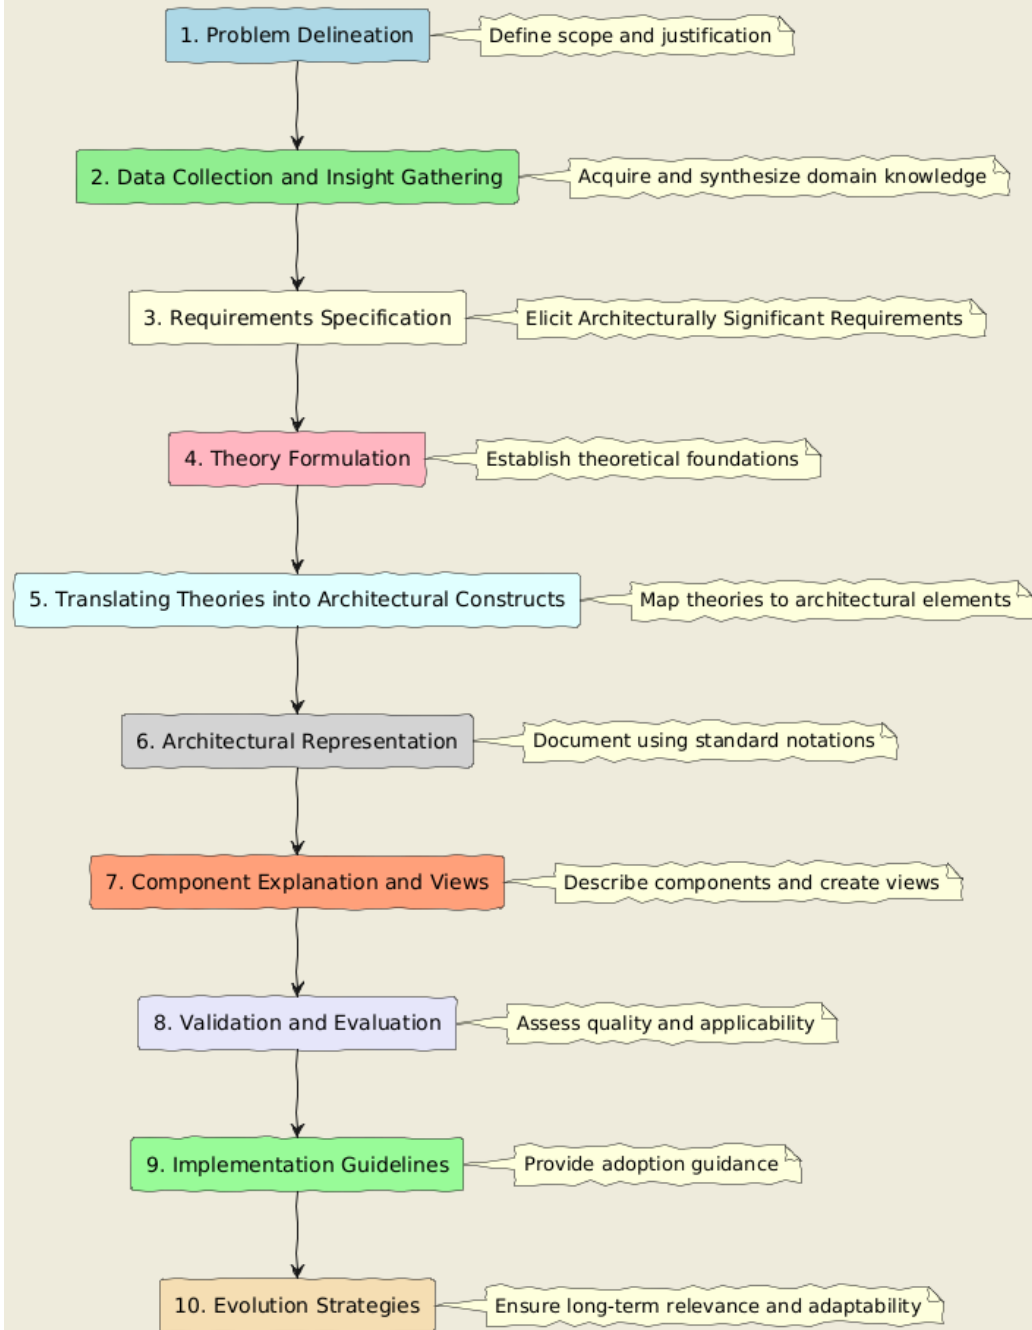 1. Problem Delineation
Define scope and justification
2. Data Collection and Insight Gathering
Acquire and synthesize domain knowledge
3. Requirements Specification
Elicit Architecturally Significant Requirements
4. Theory Formulation
Establish theoretical foundations
5. Translating Theories into Architectural Constructs
Map theories to architectural elements
6. Architectural Representation
Document using standard notations
7. Component Explanation and Views
Describe components and create views
8. Validation and Evaluation
Assess quality and applicability
9. Implementation Guidelines
Provide adoption guidance
10. Evolution Strategies
Ensure long-term relevance and adaptability